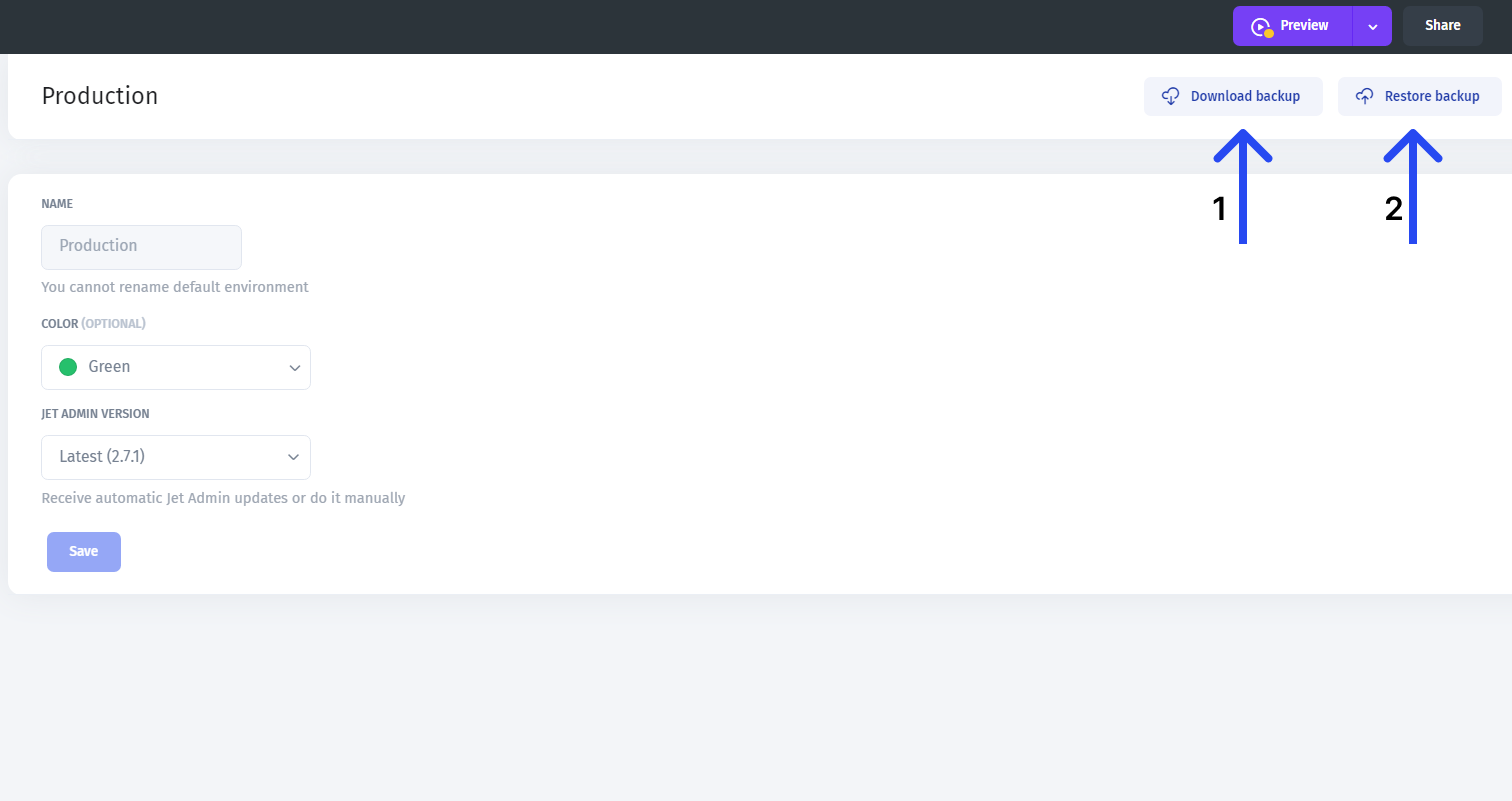 Preview
Share
Production
Download backup
Restore backup
1
2
NAME
Production
You cannot rename default environment
COLOR (OPTIONAL)
Green
JET ADMIN VERSION
Latest (2.7.1)
Receive automatic Jet Admin updates or do it manually
Save